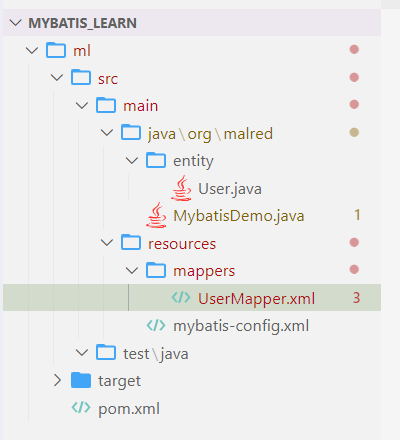 MYBATIS_LEARN
ml
src
main
java\org\malred
entity
User.java
MybatisDemo.java 1
resources
mappers
UserMapper.xml 3
mybatis-config.xml
test\java
target
pom.xml